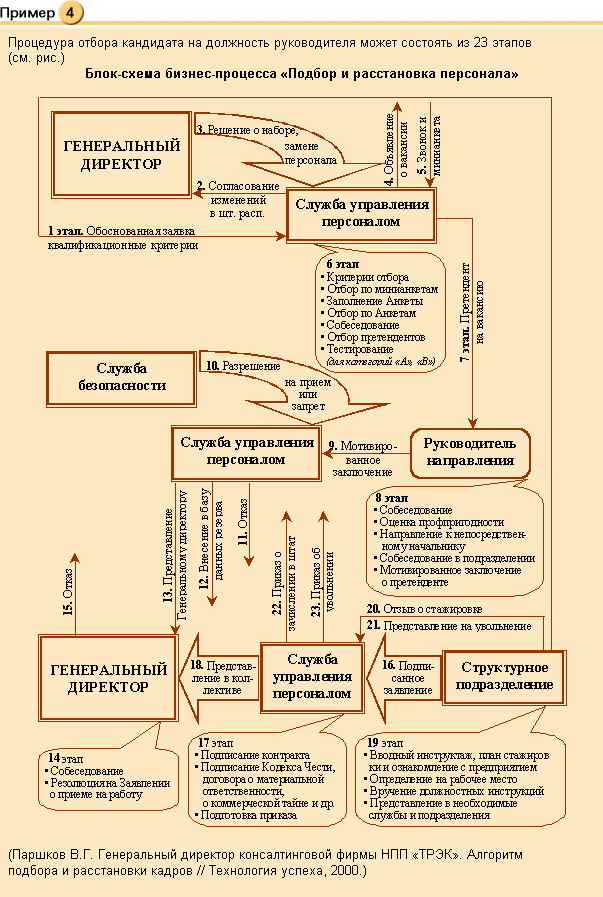 Пример 4
Процедура отбора кандидата на должность руководителя может состоять из 23 этапов
(см. рис.)
Блок-схема бизнес-процесса «Подбор и расстановка персонала»
ГЕНЕРАЛЬНЫЙ
ДИРЕКТОР
3. Решение о наборе,
замене
персонала
4. Объявление
о вакансии
5. Звонок и
минианкета
2. Согласование
изменений
в шт. расп.
Служба управления
персоналом
1 этап. Обоснованная заявка
квалификационные критерии
6 этап
• Критерии отбора
• Отбор по минианкетам
• Заполнение Анкеты
• Отбор по Анкетам
• Собеседование
• Отбор претендентов
• Тестирование
(для категорий «А», «В»)
7 этап. Претендент
на вакансию
Служба
безопасности
10. Разрешение
на прием
или
запрет
Служба управления
персоналом
9. Мотивиро-
ванное
заключение
Руководитель
направления
8 этап
• Собеседование
• Оценка профпригодности
• Направление к непосредствен-
ному начальнику
• Собеседование в подразделении
• Мотивированное заключение
о претенденте
15. Отказ
13. Представление
Генеральному директору
12. Внесение в базу
данных резерва
11. Отказ
22. Приказ о
зачислении в штат
23. Приказ об
увольнении
20. Отзыв о стажировке
21. Представление на увольнение
ГЕНЕРАЛЬНЫЙ
ДИРЕКТОР
18. Представ-
ление в кол-
лективе
Служба
управления
персоналом
16. Подпи-
санное
заявление
Структурное
подразделение
14 этап
• Собеседование
• Резолюция на Заявлении
о приеме на работу
17 этап
• Подписание контракта
• Подписание Кодекса Чести,
договора о материальной
ответственности,
о коммерческой тайне и др.
• Подготовка приказа
19 этап
• Вводный инструктаж, план стажиров
ки и ознакомление с предприятием
• Определение на рабочее место
• Вручение должностных инструкций
• Представление в необходимые
службы и подразделения
(Паршков В.Г. Генеральный директор консалтинговой фирмы НПП «ТРЭК». Алгоритм
подбора и расстановки кадров // Технология успеха, 2000.)